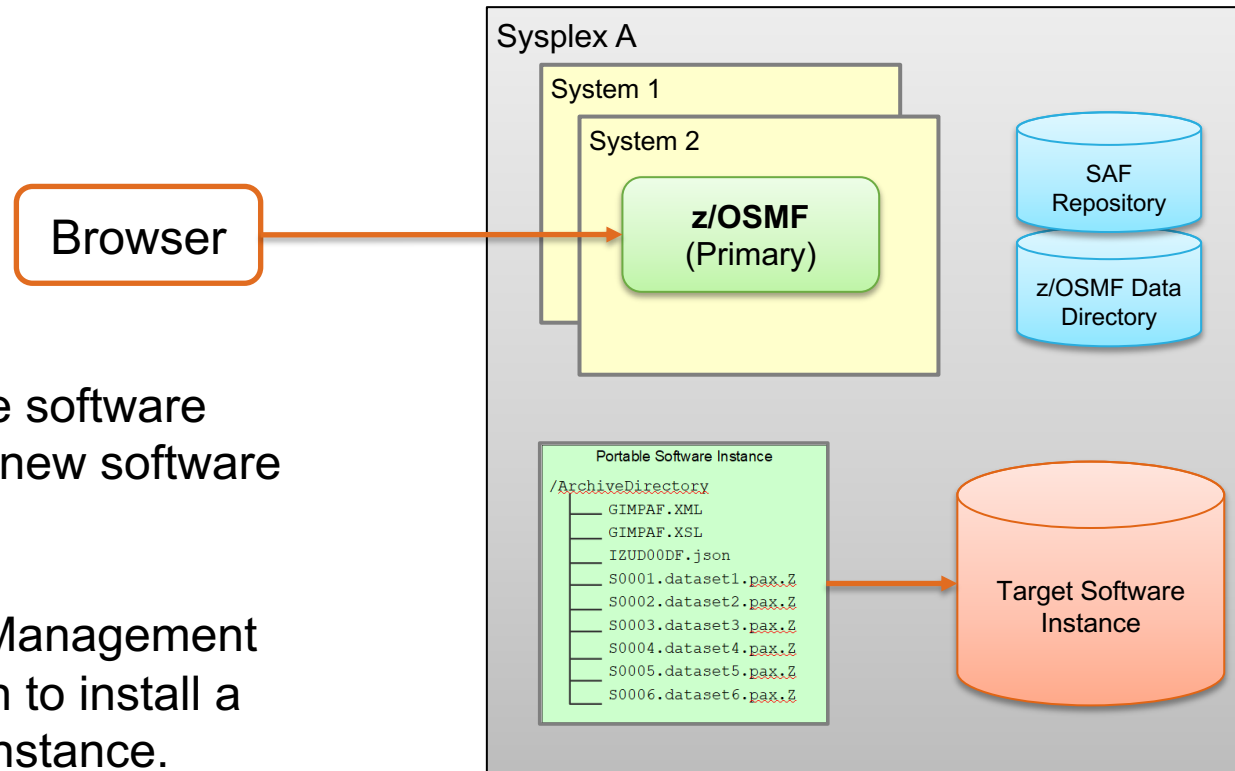 Sysplex A
System 1
System 2
z/OSMF
(Primary)
Browser
SAF
Repository
z/OSMF Data
Directory
e software
new software
Management
n to install a
nstance.
Portable Software Instance
/ArchiveDirectory
GIMPAF.XML
GIMPAF.XSL
IZUD00DF.json
S0001.dataset1.pax.Z
S0002.dataset2.pax.Z
S0003.dataset3.pax.Z
S0004.dataset4.pax.Z
S0005.dataset5.pax.Z
S0006.dataset6.pax.Z
Target Software
Instance